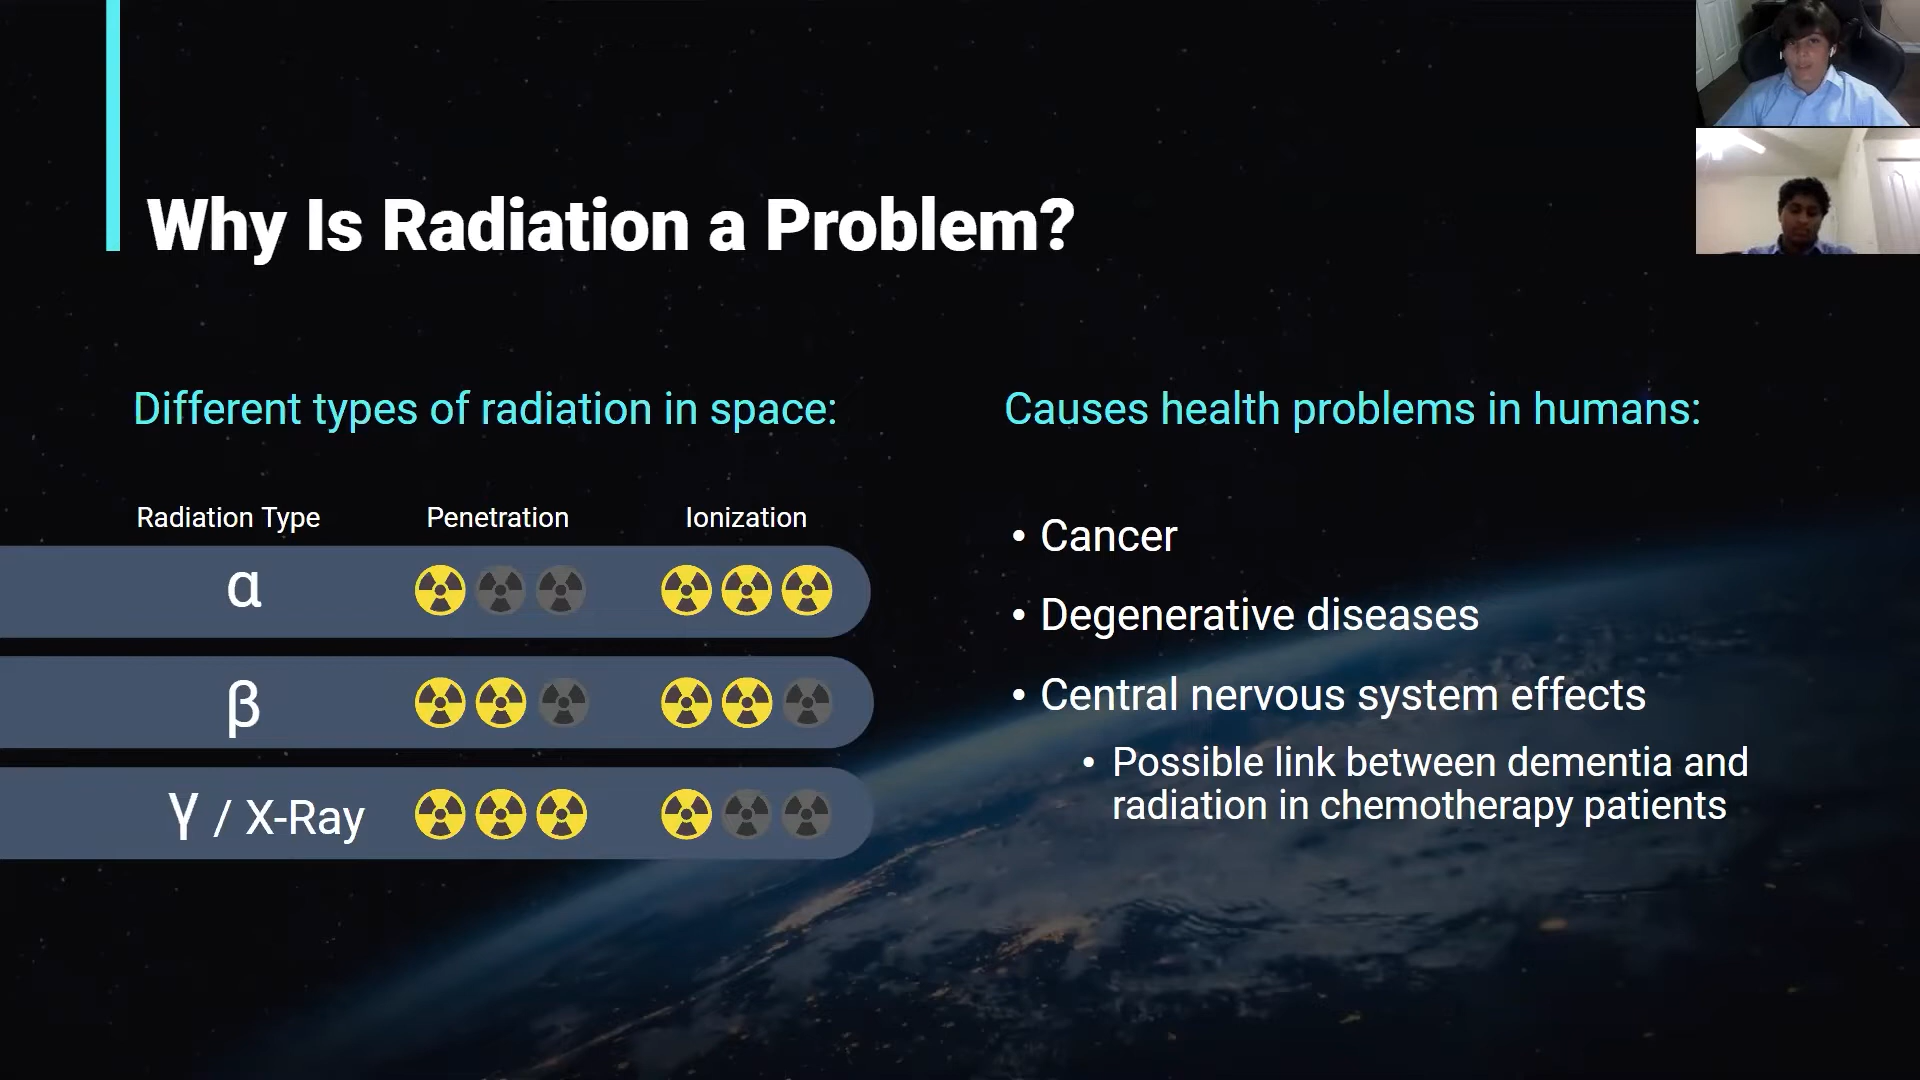 Why Is Radiation a Problem?
Different types of radiation in space:
Radiation Type Penetration Ionization
α
β
γ / X-Ray
Causes health problems in humans:
• Cancer
• Degenerative diseases
• Central nervous system effects
• Possible link between dementia and
radiation in chemotherapy patients